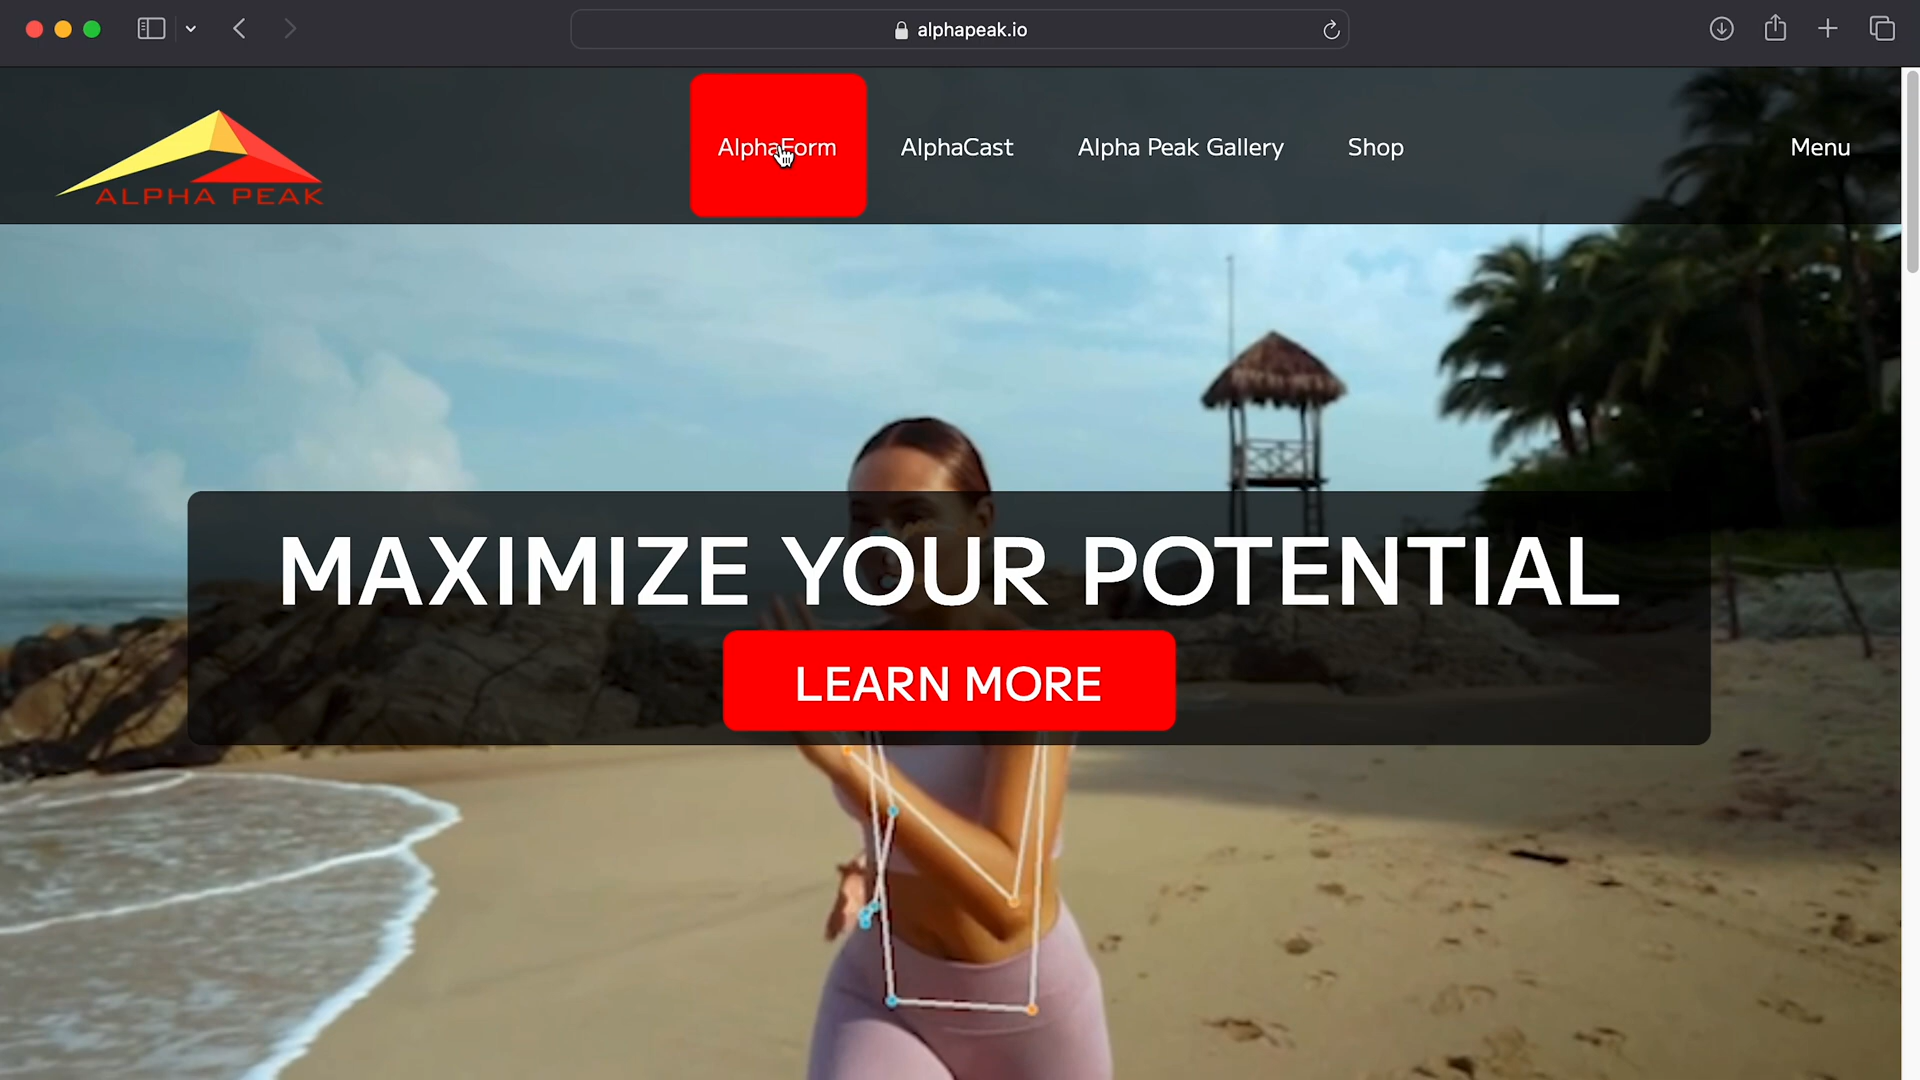 alphapeak.io
ALPHA PEAK
AlphaForm
AlphaCast
Alpha Peak Gallery
Shop
Menu
MAXIMIZE YOUR POTENTIAL
LEARN MORE